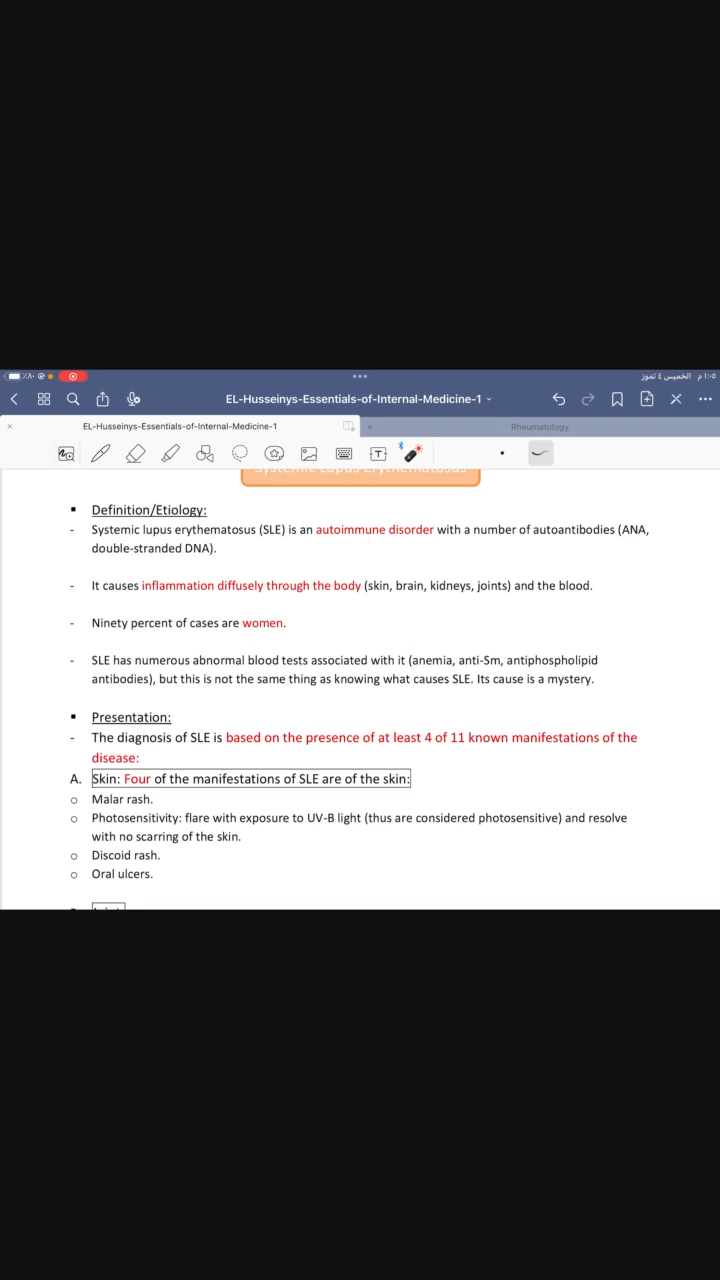 ٪٨٠
١:٠٥ م الخميس ٤ تموز
EL-Husseinys-Essentials-of-Internal-Medicine-1
EL-Husseinys-Essentials-of-Internal-Medicine-1
Rheumatology
T
Systemic Lupus Erythematosus
▪ Definition/Etiology:
- Systemic lupus erythematosus (SLE) is an autoimmune disorder with a number of autoantibodies (ANA,
double-stranded DNA).
- It causes inflammation diffusely through the body (skin, brain, kidneys, joints) and the blood.
- Ninety percent of cases are women.
- SLE has numerous abnormal blood tests associated with it (anemia, anti-Sm, antiphospholipid
antibodies), but this is not the same thing as knowing what causes SLE. Its cause is a mystery.
▪ Presentation:
- The diagnosis of SLE is based on the presence of at least 4 of 11 known manifestations of the
disease:
A. Skin: Four of the manifestations of SLE are of the skin:
o Malar rash.
o Photosensitivity: flare with exposure to UV-B light (thus are considered photosensitive) and resolve
with no scarring of the skin.
o Discoid rash.
o Oral ulcers.